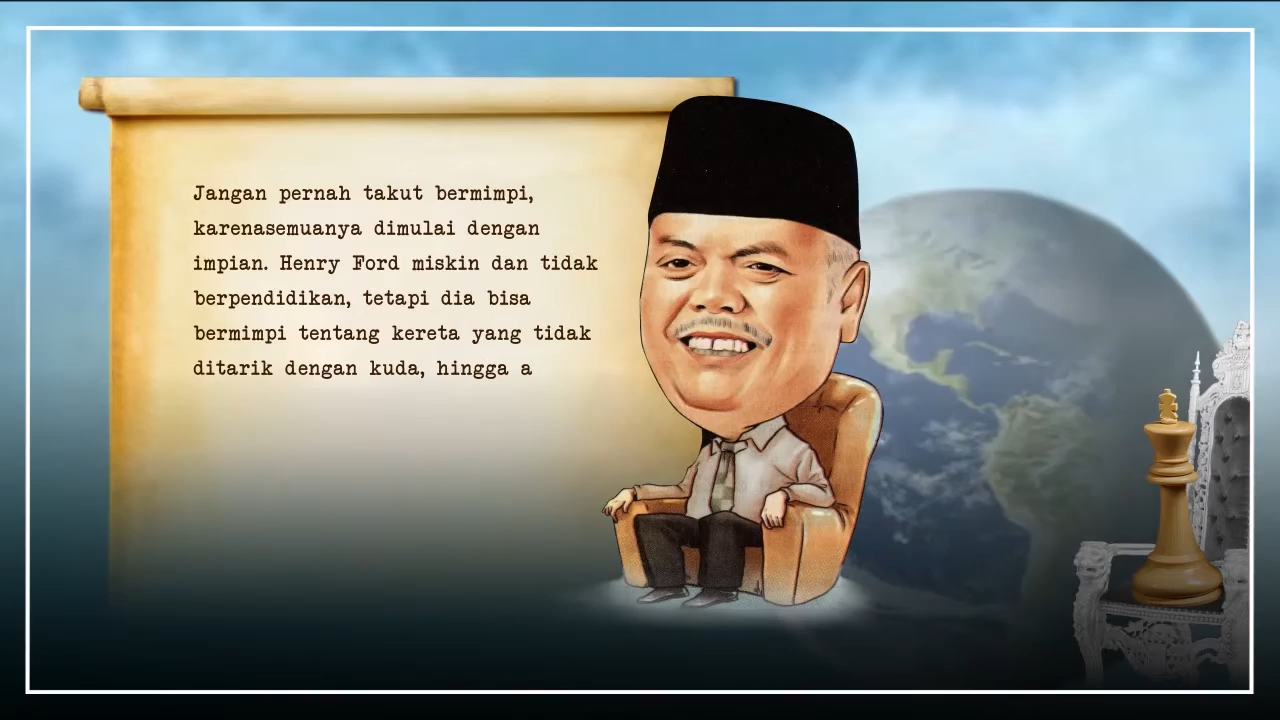 Jangan pernah takut bermimpi,
karenasemuanya dimulai dengan
impian. Henry Ford miskin dan tidak
berpendidikan, tetapi dia bisa
bermimpi tentang kereta yang tidak
ditarik dengan kuda, hingga a